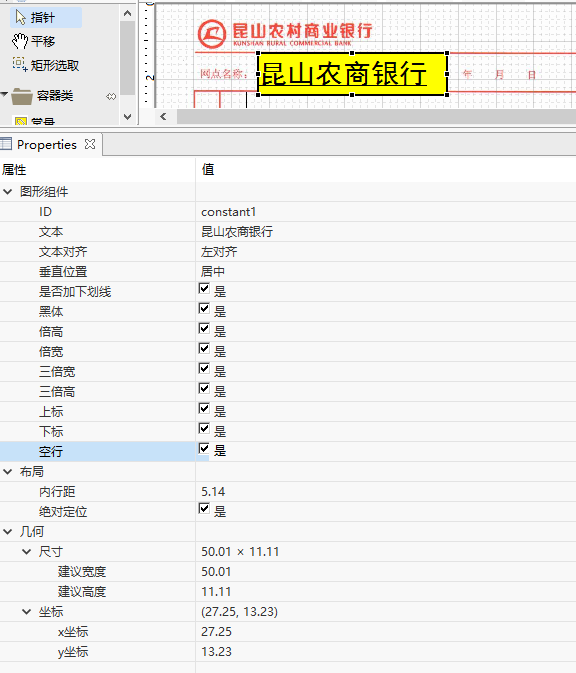 指针
平移
矩形选取
容器类
常量
2
昆山农村商业银行
KUNSHAN RURAL COMMERCIAL BANK
网点名称： 昆山农商银行 年 月 日
Properties
属性 值
图形组件
ID constant1
文本 昆山农商银行
文本对齐 左对齐
垂直位置 居中
是否加下划线 是
黑体 是
倍高 是
倍宽 是
三倍宽 是
三倍高 是
上标 是
下标 是
空行 是
布局
内行距 5.14
绝对定位 是
几何
尺寸 50.01 × 11.11
建议宽度 50.01
建议高度 11.11
坐标 (27.25, 13.23)
x坐标 27.25
y坐标 13.23